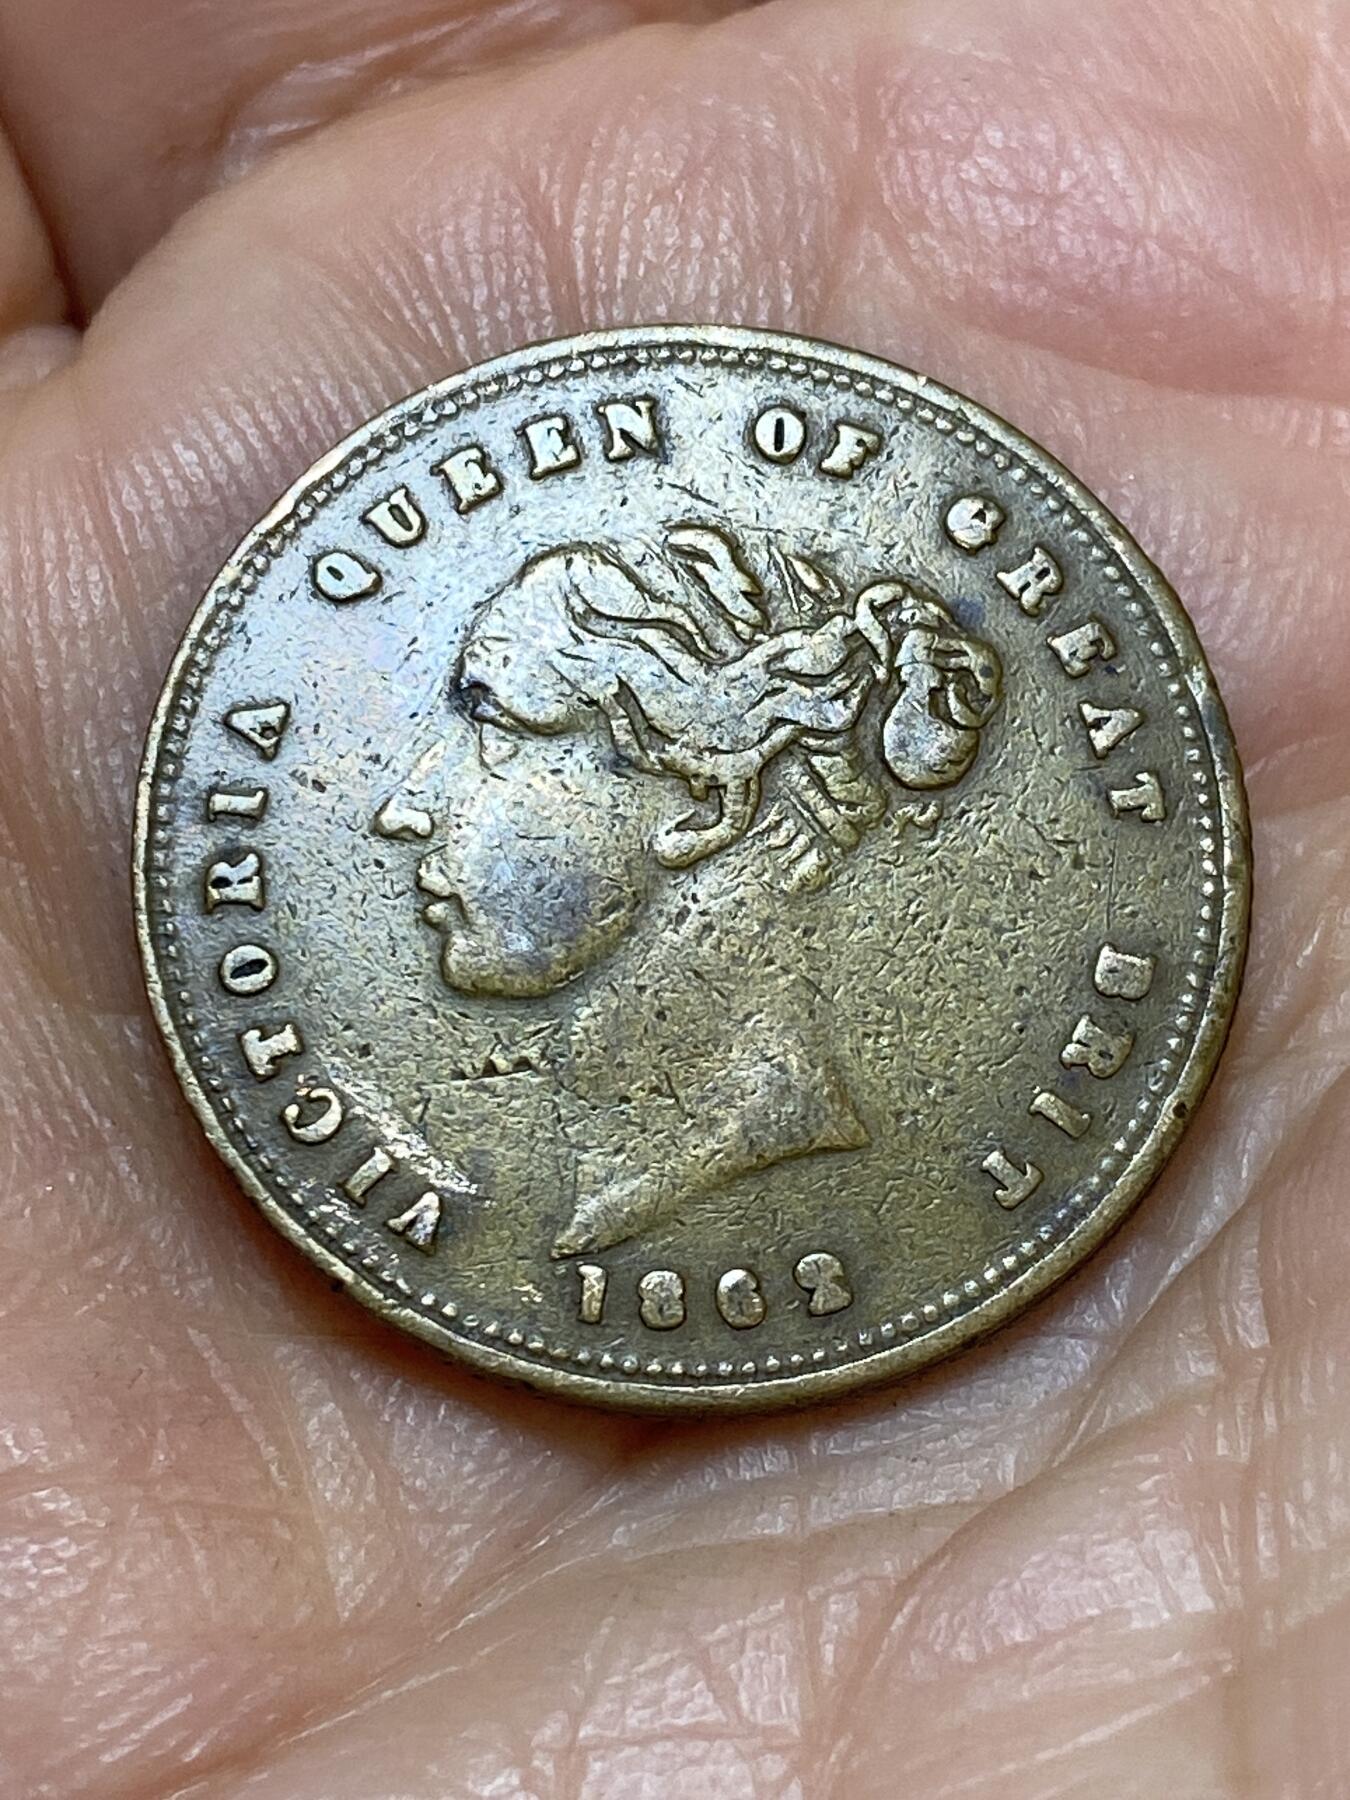 VICTORIA QUEEN OF GREAT BRIT
1862